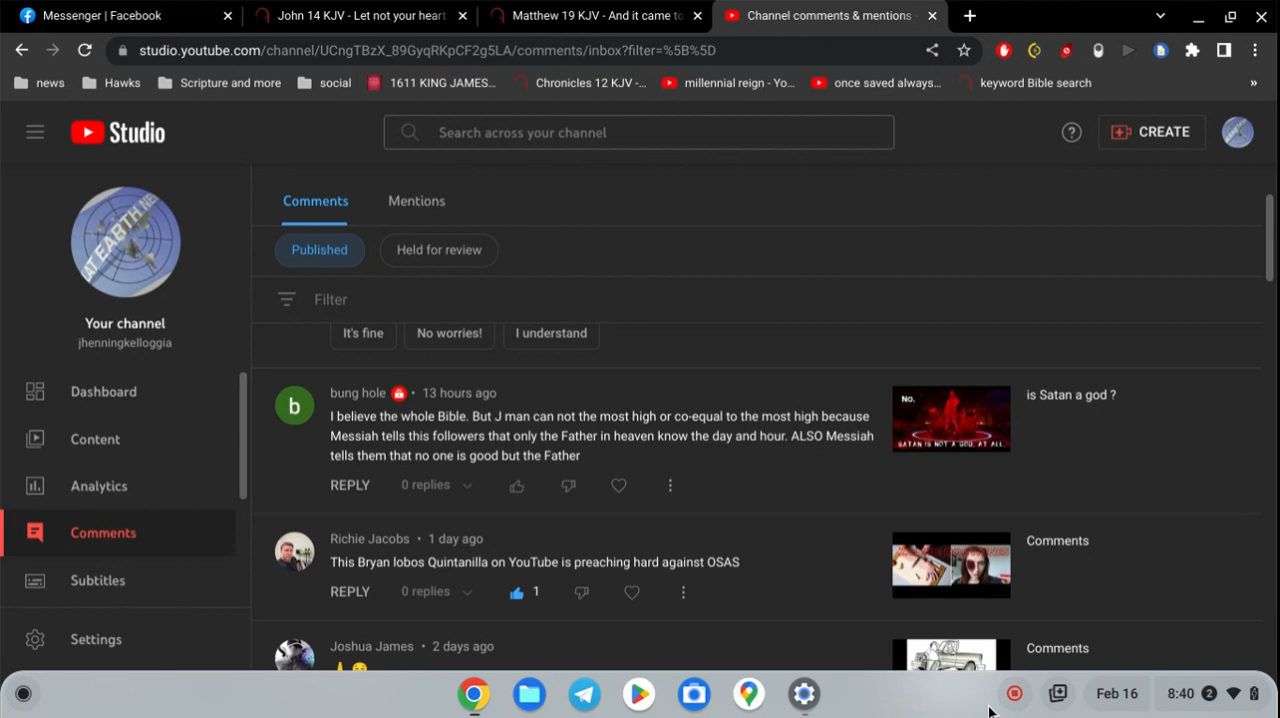 Messenger | Facebook
John 14 KJV - Let not your heart
Matthew 19 KJV - And it came to
Channel comments & mentions -
studio.youtube.com/channel/UCngTBzX_89GyqRKpCF2g5LA/comments/inbox?filter=%5B%5D
news
Hawks
Scripture and more
social
1611 KING JAMES...
Chronicles 12 KJV -...
millennial reign - Yo...
once saved always...
keyword Bible search
»
Studio
Search across your channel
CREATE
Comments
Mentions
Published
Held for review
Filter
AT EARTH NE
Your channel
jhenningkelloggia
Dashboard
Content
Analytics
Comments
Subtitles
Settings
It's fine
No worries!
I understand
b
bung hole • 13 hours ago
I believe the whole Bible. But J man can not the most high or co-equal to the most high because
Messiah tells this followers that only the Father in heaven know the day and hour. ALSO Messiah
tells them that no one is good but the Father
REPLY 0 replies
No.
SATAN IS NOT A GOD, AT ALL.
is Satan a god ?
Richie Jacobs • 1 day ago
This Bryan lobos Quintanilla on YouTube is preaching hard against OSAS
REPLY 0 replies 1
Comments
Joshua James • 2 days ago
Comments
Feb 16
8:40 2